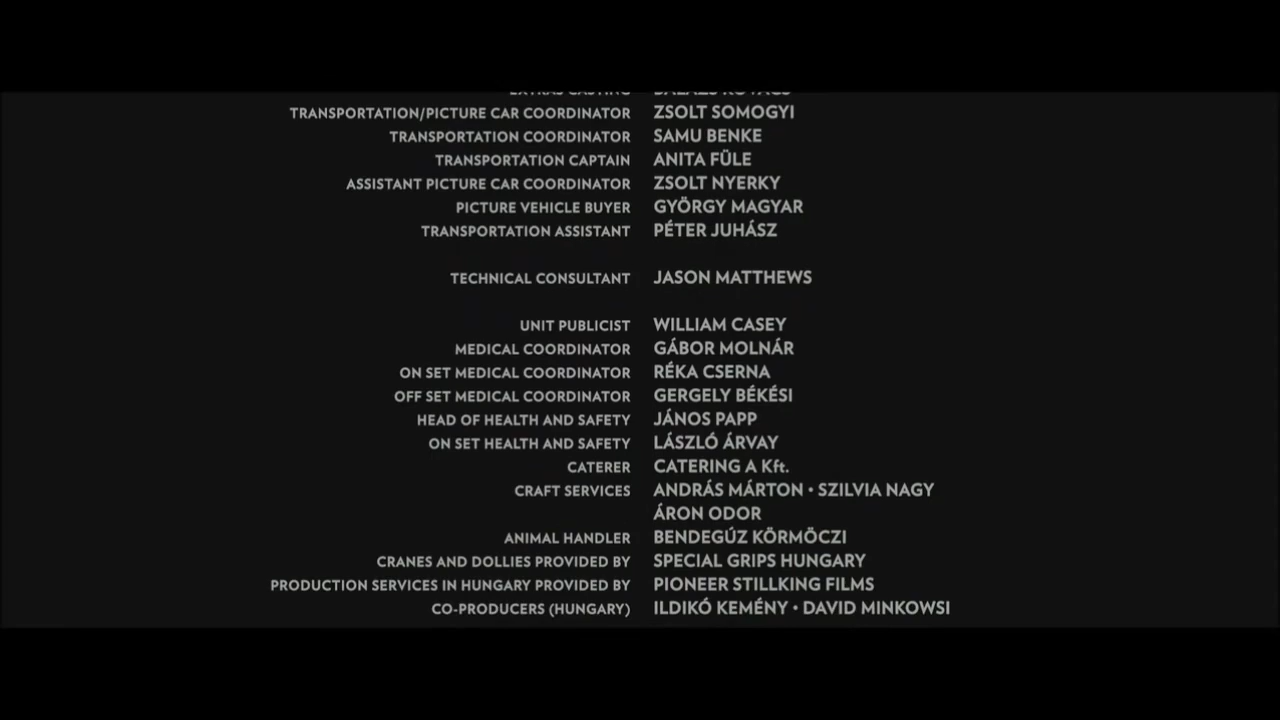 TRANSPORTATION/PICTURE CAR COORDINATOR ZSOLT SOMOGYI
TRANSPORTATION COORDINATOR SAMU BENKE
TRANSPORTATION CAPTAIN ANITA FÜLE
ASSISTANT PICTURE CAR COORDINATOR ZSOLT NYERKY
PICTURE VEHICLE BUYER GYÖRGY MAGYAR
TRANSPORTATION ASSISTANT PÉTER JUHÁSZ
TECHNICAL CONSULTANT JASON MATTHEWS
UNIT PUBLICIST WILLIAM CASEY
MEDICAL COORDINATOR GÁBOR MOLNÁR
ON SET MEDICAL COORDINATOR RÉKA CSERNA
OFF SET MEDICAL COORDINATOR GERGELY BÉKÉSI
HEAD OF HEALTH AND SAFETY JÁNOS PAPP
ON SET HEALTH AND SAFETY LÁSZLÓ ÁRVAY
CATERER CATERING A Kft.
CRAFT SERVICES ANDRÁS MÁRTON • SZILVIA NAGY
ÁRON ODOR
ANIMAL HANDLER BENDEGÚZ KÖRMÖCZI
CRANES AND DOLLIES PROVIDED BY SPECIAL GRIPS HUNGARY
PRODUCTION SERVICES IN HUNGARY PROVIDED BY PIONEER STILLKING FILMS
CO-PRODUCERS (HUNGARY) ILDIKÓ KEMÉNY • DAVID MINKOWSI